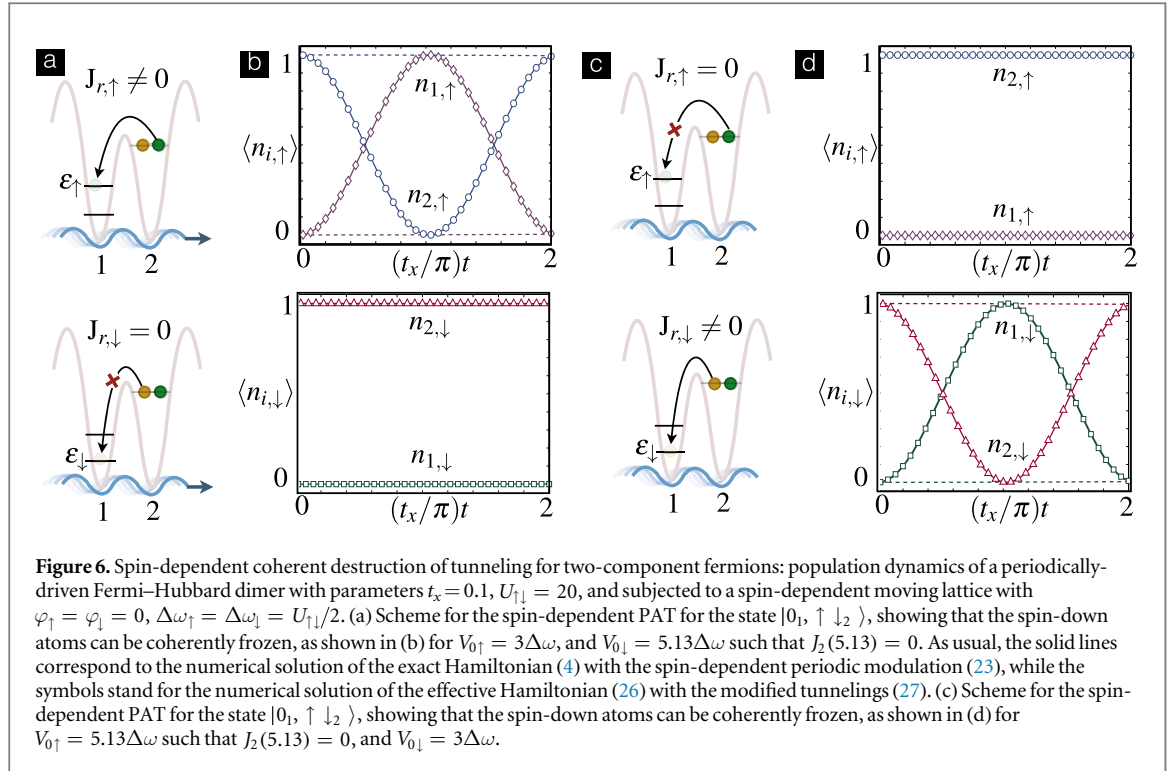 a
J_{r,↑} ≠ 0
ε↑
1 2
J_{r,↓} = 0
ε↓
1 2
b
1
⟨n_{i,↑}⟩
0
n_{1,↑}
n_{2,↑}
0 (t_x/π)t 2
1
⟨n_{i,↓}⟩
0
n_{2,↓}
n_{1,↓}
0 (t_x/π)t 2
c
J_{r,↑} = 0
ε↑
1 2
J_{r,↓} ≠ 0
ε↓
1 2
d
1
⟨n_{i,↑}⟩
0
n_{2,↑}
n_{1,↑}
0 (t_x/π)t 2
1
⟨n_{i,↓}⟩
0
n_{1,↓}
n_{2,↓}
0 (t_x/π)t 2
Figure 6. Spin-dependent coherent destruction of tunneling for two-component fermions: population dynamics of a periodically-
driven Fermi–Hubbard dimer with parameters t_x = 0.1, U_{↑↓} = 20, and subjected to a spin-dependent moving lattice with
φ_↑ = φ_↓ = 0, Δω_↑ = Δω_↓ = U_{↑↓}/2. (a) Scheme for the spin-dependent PAT for the state |0_1, ↑ ↓_2 ⟩, showing that the spin-down
atoms can be coherently frozen, as shown in (b) for V_{0↑} = 3Δω, and V_{0↓} = 5.13Δω such that J_2(5.13) = 0. As usual, the solid lines
correspond to the numerical solution of the exact Hamiltonian (4) with the spin-dependent periodic modulation (23), while the
symbols stand for the numerical solution of the effective Hamiltonian (26) with the modified tunnelings (27). (c) Scheme for the spin-
dependent PAT for the state |0_1, ↑ ↓_2 ⟩, showing that the spin-down atoms can be coherently frozen, as shown in (d) for
V_{0↑} = 5.13Δω such that J_2(5.13) = 0, and V_{0↓} = 3Δω.